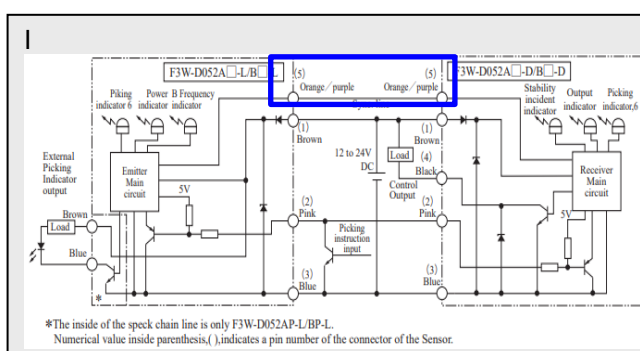 I
F3W-D052A□-L/B□-L
(5)
(5)
F3W-D052A□-D/B□-D
Orange/purple
Orange/purple
Piking indicator 6
Power indicator
B Frequency indicator
Stability incident indicator
Output indicator
Picking indicator,6
(1)
Brown
(1)
Brown
External Picking Indicator output
Emitter Main circuit
12 to 24V DC
Load
(4)
Black
Receiver Main circuit
5V
Control Output
(2)
Pink
(2)
Pink
5V
Brown
Load
Picking instruction input
Blue
(3)
Blue
(3)
Blue
*
*The inside of the speck chain line is only F3W-D052AP-L/BP-L.
Numerical value inside parenthesis,( ),indicates a pin number of the connector of the Sensor.